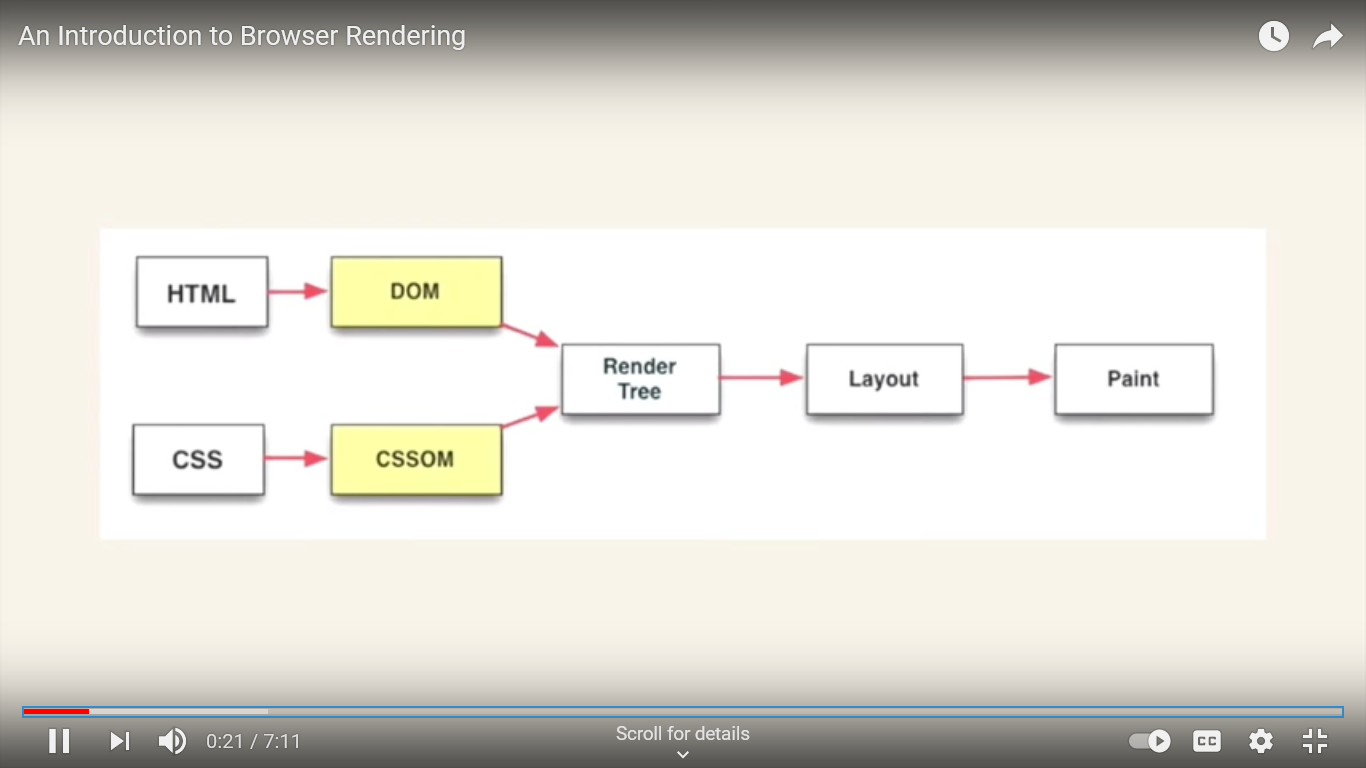 An Introduction to Browser Rendering
HTML
DOM
Render
Tree
Layout
Paint
CSS
CSSOM
0:21 / 7:11
Scroll for details
CC